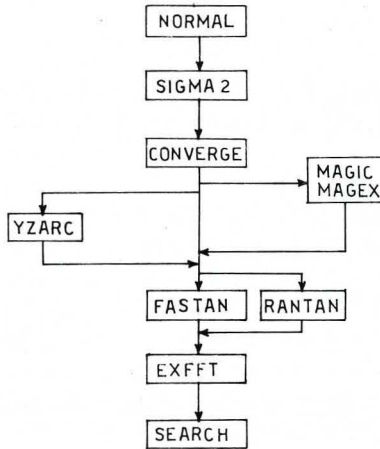 NORMAL
SIGMA 2
CONVERGE
MAGIC
MAGEX
YZARC
FASTAN
RANTAN
EXFFT
SEARCH